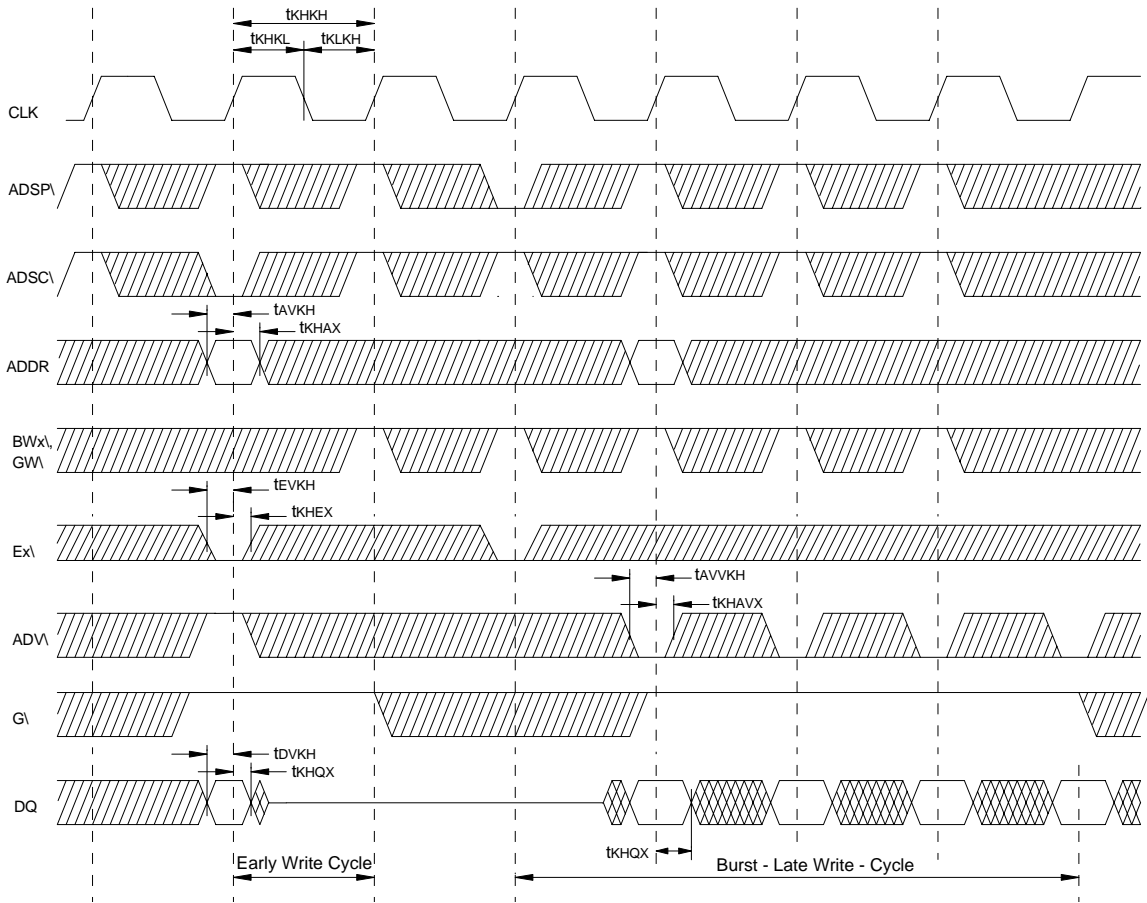 tKHKH
tKHKL tKLKH
CLK
ADSP\
ADSC\
tAVKH
tKHAX
ADDR
BWx\,
GW\
tEVKH
tKHEX
Ex\
tAVVKH
tKHAVX
ADV\
G\
tDVKH
tKHQX
DQ
tKHQX
Early Write Cycle Burst - Late Write - Cycle